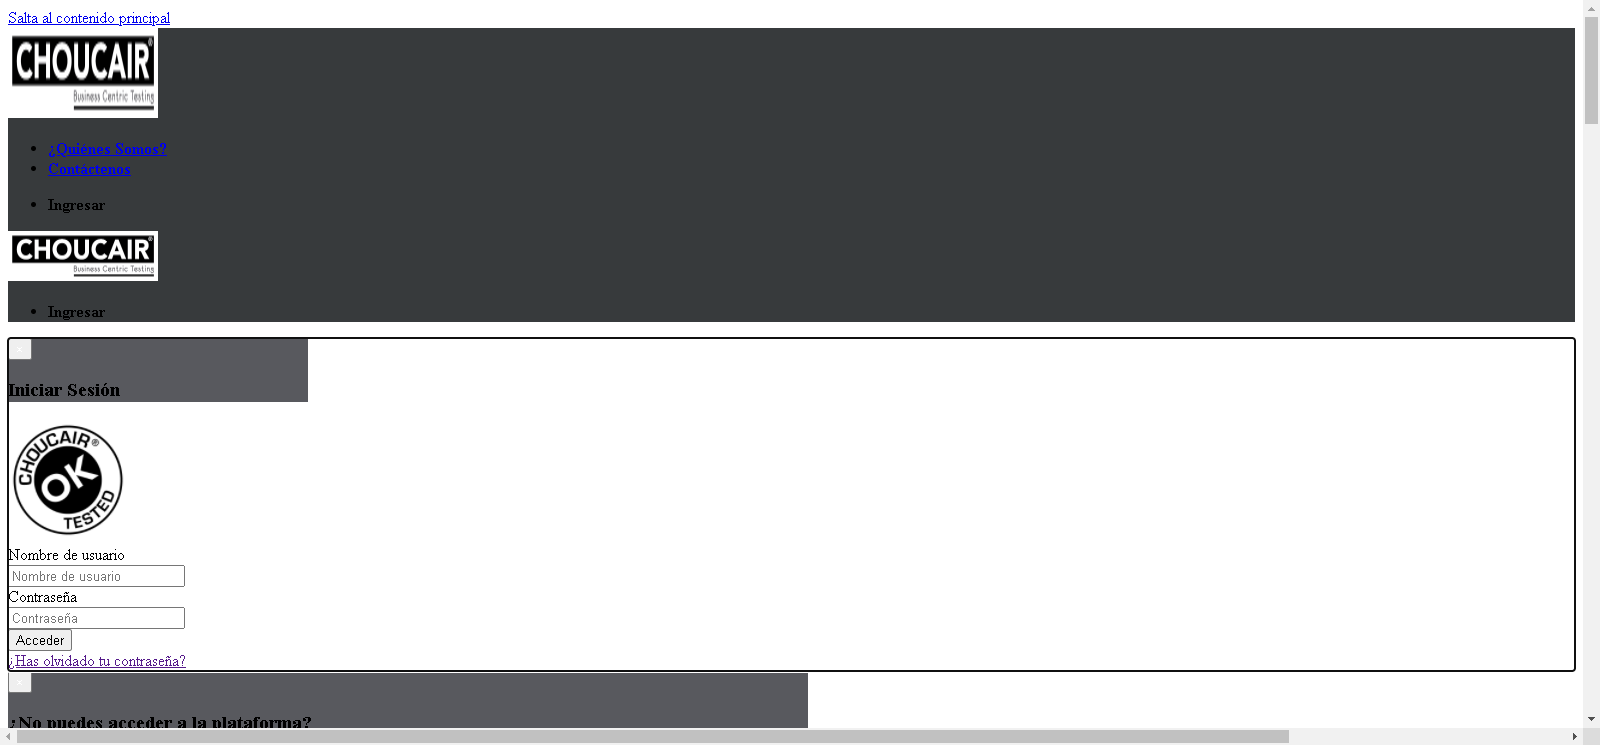 Salta al contenido principal
CHOUCAIR®
Business Centric Testing
¿Quiénes Somos?
Contáctenos
Ingresar
CHOUCAIR®
Business Centric Testing
Ingresar
×
Iniciar Sesión
CHOUCAIR®
OK
TESTED
Nombre de usuario
Nombre de usuario
Contraseña
Contraseña
Acceder
¿Has olvidado tu contraseña?
×
¿No puedes acceder a la plataforma?